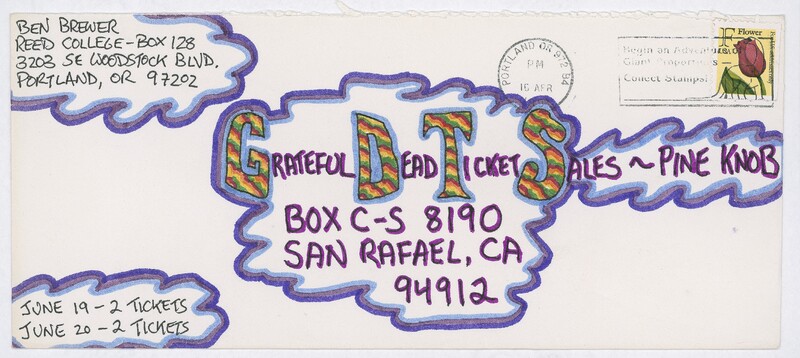 BEN BREWER
REED COLLEGE-BOX 128
3203 SE WOODSTOCK BLVD.
PORTLAND, OR 97202
PORTLAND OR 972
PM
16 APR
Begin an Adventure of
Giant Proportions –
Collect Stamps!
F Flower
GRATEFUL DEAD TICKET SALES ~ PINE KNOB
BOX C-S 8190
SAN RAFAEL, CA
94912
JUNE 19 – 2 TICKETS
JUNE 20 – 2 TICKETS